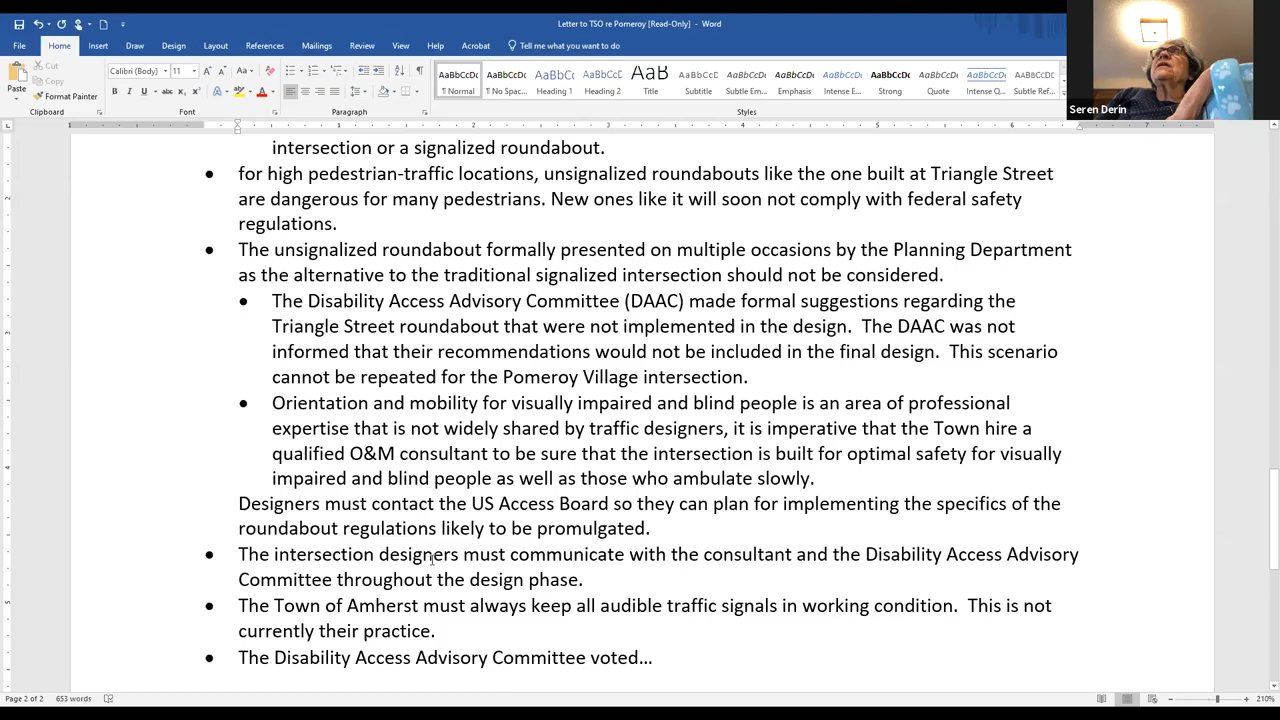 Letter to TSO re Pomeroy [Read-Only] - Word
File Home Insert Draw Design Layout References Mailings Review View Help Acrobat Tell me what you want to do
Paste
Cut
Copy
Format Painter
Clipboard
Calibri (Body) 11
Font
Paragraph
AaBbCcDc AaBbCcDc AaBbCc AaBbCcC AaB AaBbCcC AaBbCcDc AaBbCcDc AaBbCcDc AaBbCcDc AaBbCcDc AaBbCcDc AaBbCcDc
¶ Normal ¶ No Spac... Heading 1 Heading 2 Title Subtitle Subtle Em... Emphasis Intense E... Strong Quote Intense Q... Subtle Ref...
Styles
Seren Derin
intersection or a signalized roundabout.
• for high pedestrian-traffic locations, unsignalized roundabouts like the one built at Triangle Street
are dangerous for many pedestrians. New ones like it will soon not comply with federal safety
regulations.
• The unsignalized roundabout formally presented on multiple occasions by the Planning Department
as the alternative to the traditional signalized intersection should not be considered.
• The Disability Access Advisory Committee (DAAC) made formal suggestions regarding the
Triangle Street roundabout that were not implemented in the design.  The DAAC was not
informed that their recommendations would not be included in the final design.  This scenario
cannot be repeated for the Pomeroy Village intersection.
• Orientation and mobility for visually impaired and blind people is an area of professional
expertise that is not widely shared by traffic designers, it is imperative that the Town hire a
qualified O&M consultant to be sure that the intersection is built for optimal safety for visually
impaired and blind people as well as those who ambulate slowly.
Designers must contact the US Access Board so they can plan for implementing the specifics of the
roundabout regulations likely to be promulgated.
• The intersection designers must communicate with the consultant and the Disability Access Advisory
Committee throughout the design phase.
• The Town of Amherst must always keep all audible traffic signals in working condition.  This is not
currently their practice.
• The Disability Access Advisory Committee voted…
Page 2 of 2 653 words 210%